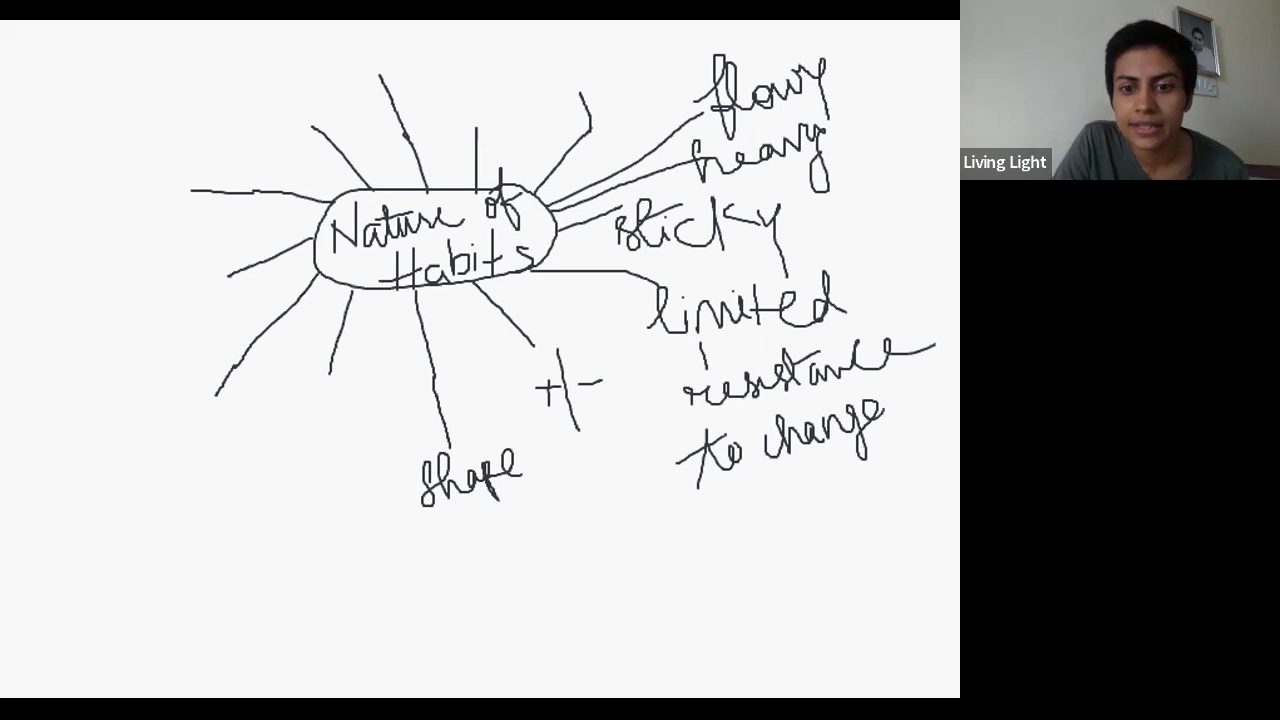 flowy
heavy
Nature of
Habits
sticky
limited
resistance
to change
+/-
shape
Living Light